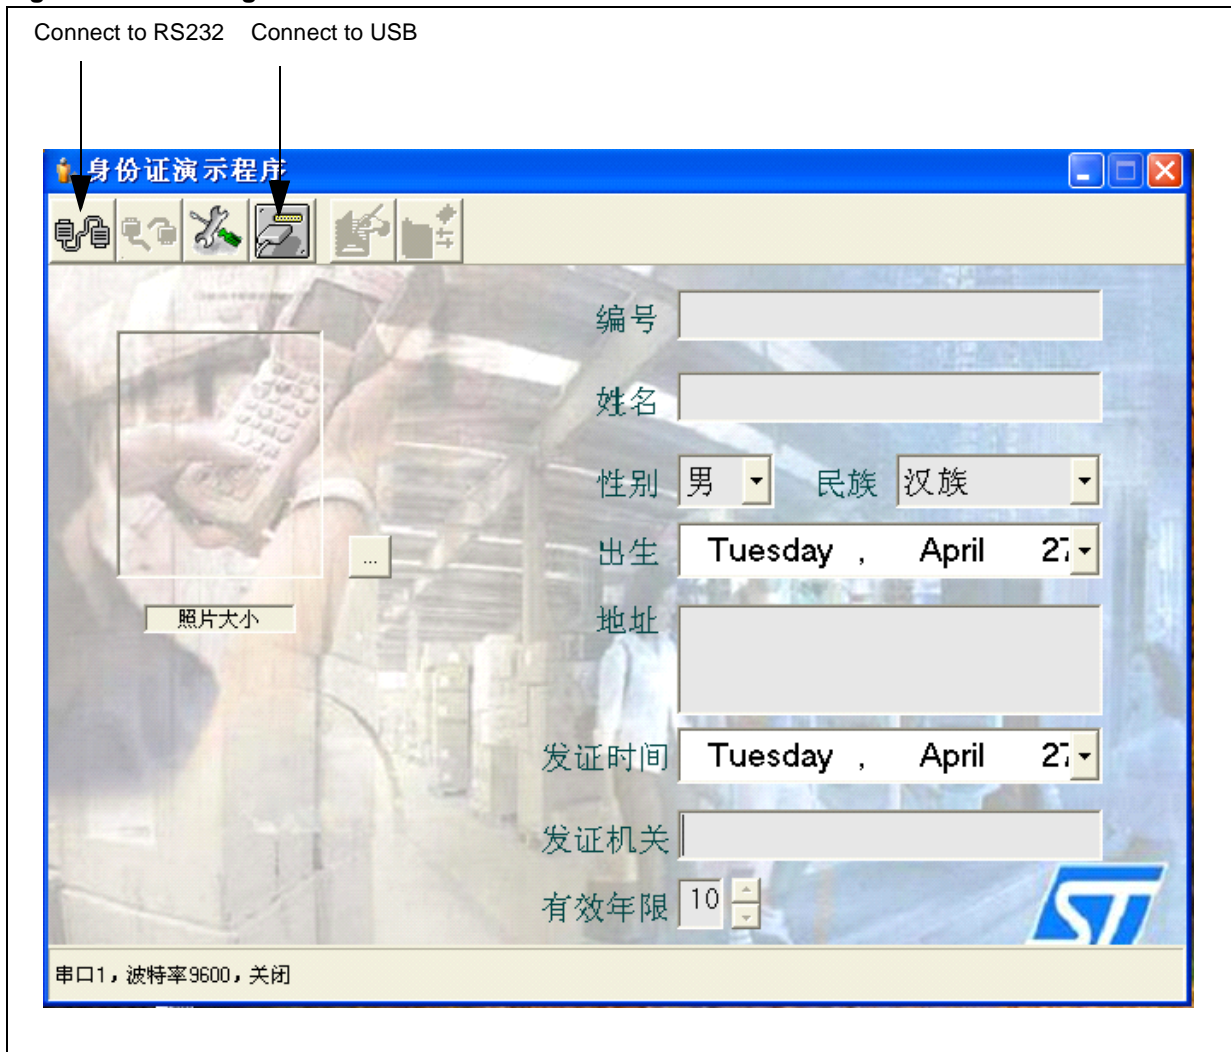 Connect to RS232 Connect to USB
身份证演示程序
编号
姓名
性别 男 民族 汉族
...
出生 Tuesday , April 27
照片大小
地址
发证时间 Tuesday , April 27
发证机关
有效年限 10
ST
串口1，波特率9600，关闭